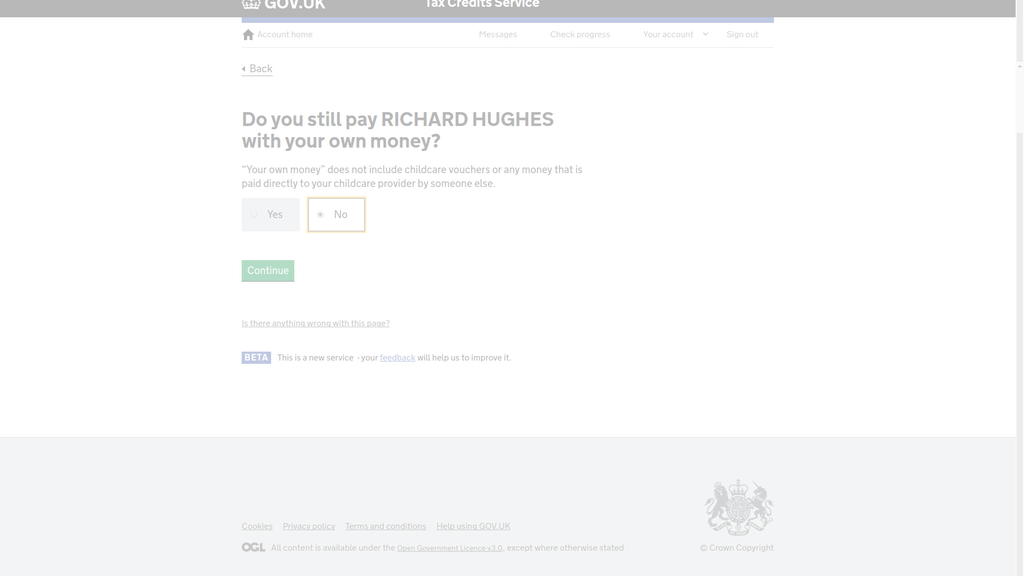 GOV.UK Tax Credits Service
Account home Messages Check progress Your account Sign out
Back
Do you still pay RICHARD HUGHES
with your own money?
“Your own money” does not include childcare vouchers or any money that is
paid directly to your childcare provider by someone else.
Yes No
Continue
Is there anything wrong with this page?
BETA This is a new service - your feedback will help us to improve it.
Cookies Privacy policy Terms and conditions Help using GOV.UK
OGL All content is available under the Open Government Licence v3.0, except where otherwise stated © Crown Copyright